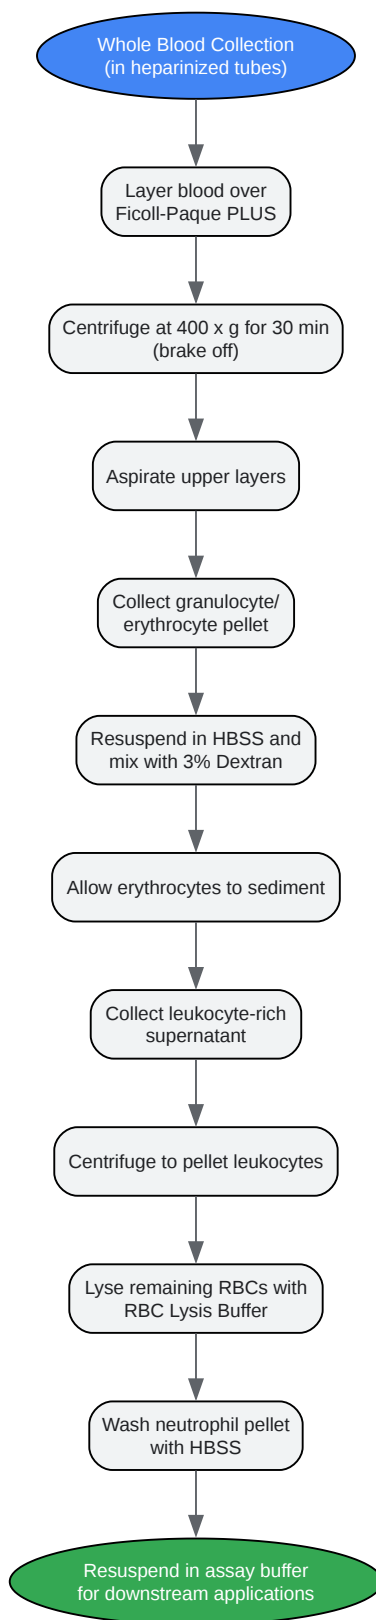 Whole Blood Collection
(in heparinized tubes)
Layer blood over
Ficoll-Paque PLUS
Centrifuge at 400 x g for 30 min
(brake off)
Aspirate upper layers
Collect granulocyte/
erythrocyte pellet
Resuspend in HBSS and
mix with 3% Dextran
Allow erythrocytes to sediment
Collect leukocyte-rich
supernatant
Centrifuge to pellet leukocytes
Lyse remaining RBCs with
RBC Lysis Buffer
Wash neutrophil pellet
with HBSS
Resuspend in assay buffer
for downstream applications